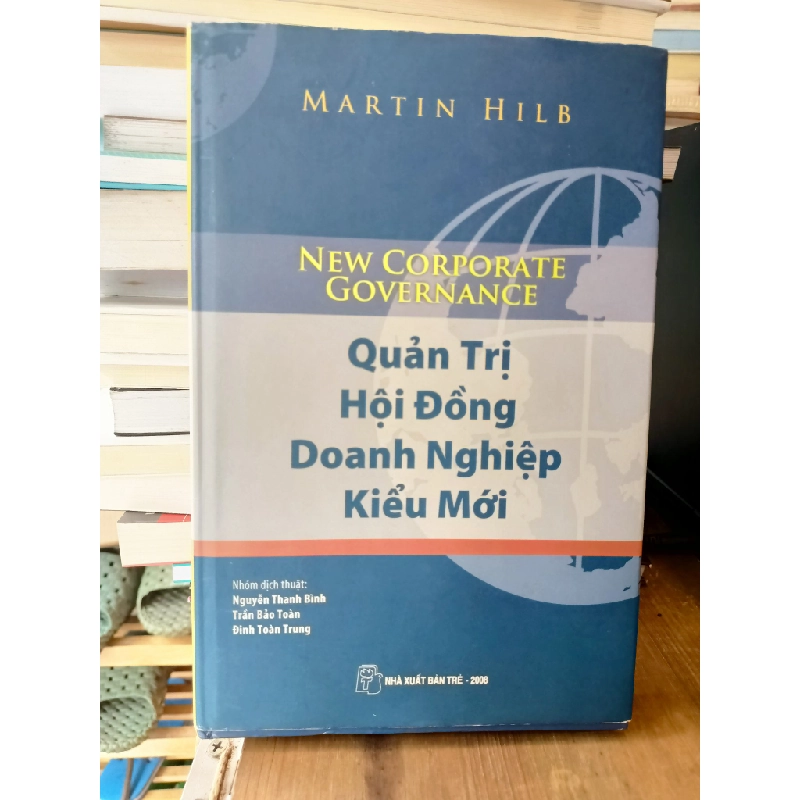 MARTIN HILB
NEW CORPORATE
GOVERNANCE
Quản Trị
Hội Đồng
Doanh Nghiệp
Kiểu Mới
Nhóm dịch thuật:
Nguyễn Thanh Bình
Trần Bảo Toàn
Đinh Toàn Trung
NHÀ XUẤT BẢN TRẺ - 2008